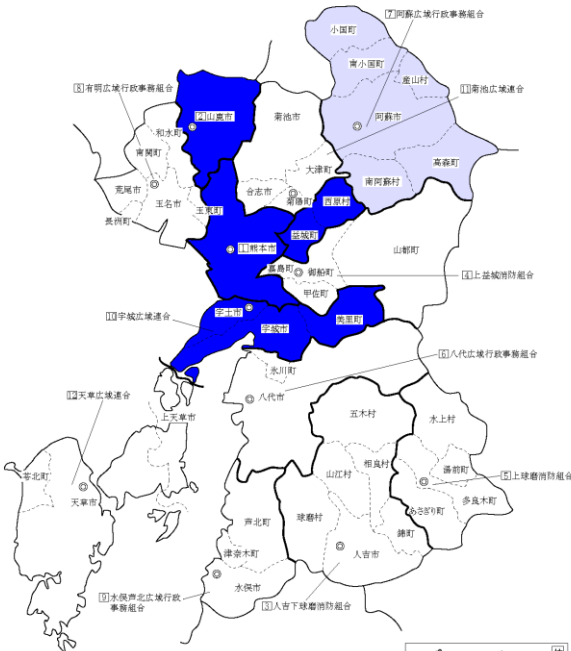 7阿蘇広域行政事務組合
小国町
南小国町
産山村
8有明広域行政事務組合
11菊池広域連合
2山鹿市
菊池市
阿蘇市
和水町
南関町
大津町
高森町
荒尾市
合志市
菊陽町
南阿蘇村
玉名市
西原村
長洲町
玉東町
益城町
山都町
1熊本市
嘉島町
御船町
4上益城消防組合
甲佐町
宇土市
10宇城広域連合
宇城市
美里町
6八代広域行政事務組合
氷川町
12天草広域連合
八代市
上天草市
五木村
水上村
苓北町
相良村
湯前町
山江村
5上球磨消防組合
天草市
多良木町
あさぎり町
球磨村
芦北町
錦町
津奈木町
人吉市
水俣市
9水俣芦北広域行政
事務組合
3人吉下球磨消防組合